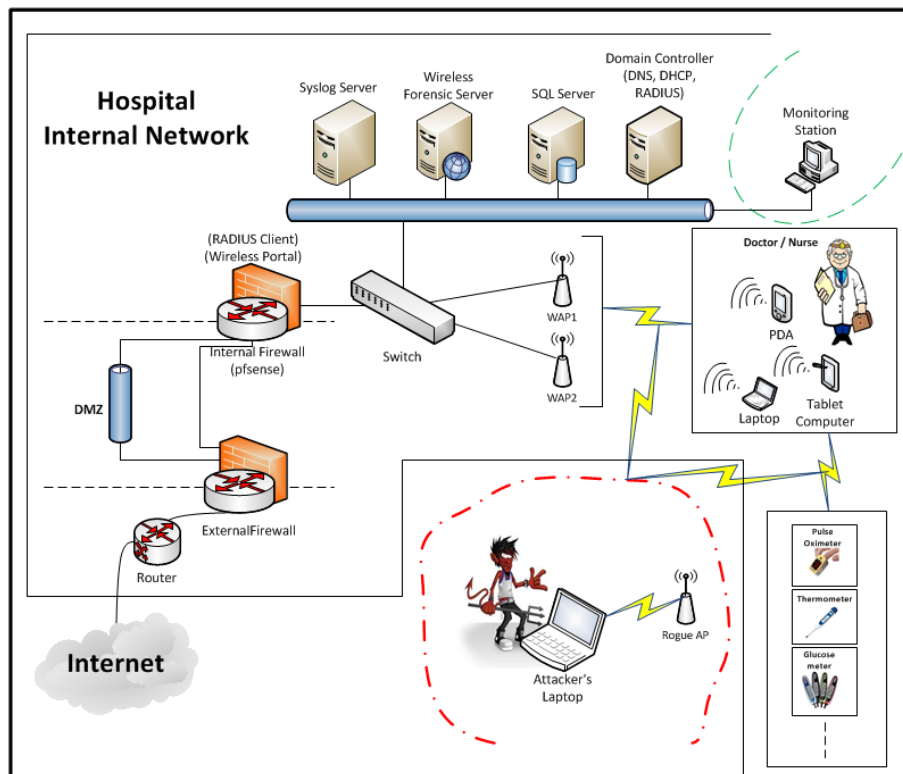 Hospital
Internal Network
Syslog Server
Wireless
Forensic Server
SQL Server
Domain Controller
(DNS, DHCP,
RADIUS)
Monitoring
Station
(RADIUS Client)
(Wireless Portal)
Internal Firewall
(pfsense)
Switch
WAP1
WAP2
Doctor / Nurse
PDA
Laptop
Tablet
Computer
DMZ
ExternalFirewall
Router
Internet
Attacker's
Laptop
Rogue AP
Pulse
Oximeter
Thermometer
Glucose
meter